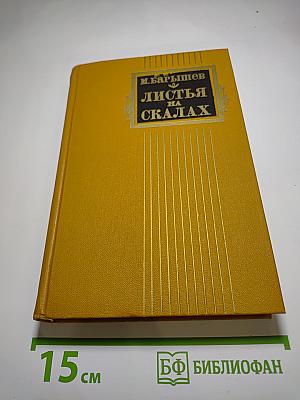 М. БАРЫШЕВ
ЛИСТЬЯ
НА
СКАЛАХ
15 см
БФ БИБЛИОФАН